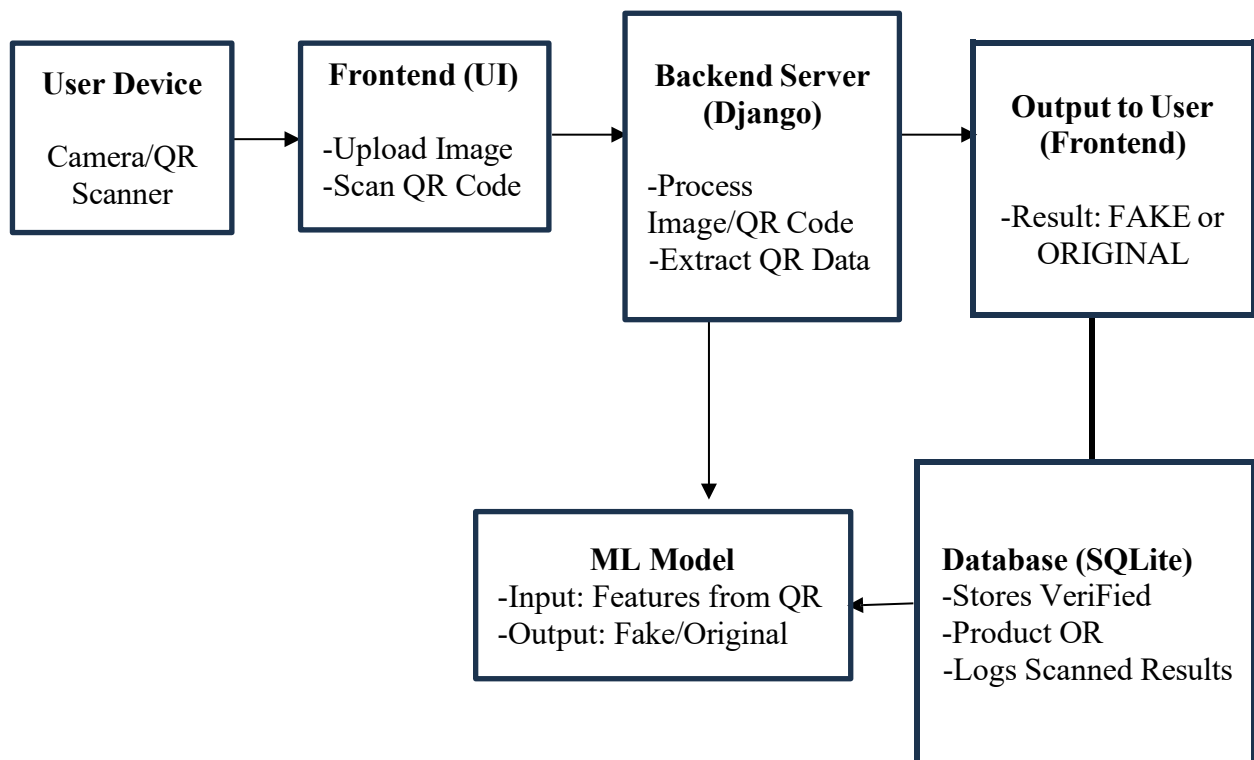 User Device
Camera/QR
Scanner
Frontend (UI)
-Upload Image
-Scan QR Code
Backend Server
(Django)
-Process
Image/QR Code
-Extract QR Data
Output to User
(Frontend)
-Result: FAKE or
ORIGINAL
ML Model
-Input: Features from QR
-Output: Fake/Original
Database (SQLite)
-Stores VeriFied
-Product OR
-Logs Scanned Results